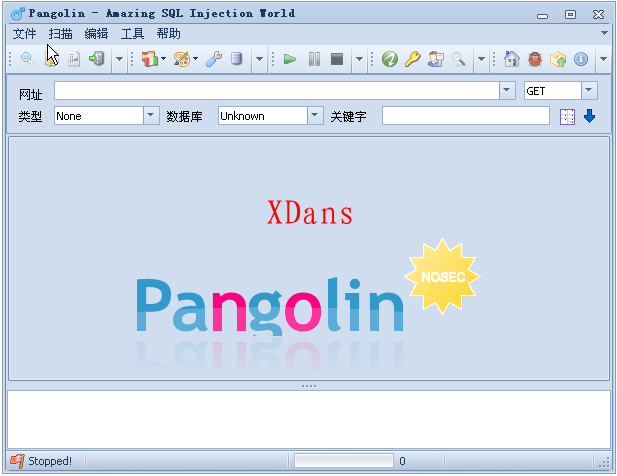 Pangolin - Amazing SQL Injection World
文件 扫描 编辑 工具 帮助
网址 GET
类型 None 数据库 Unknown 关键字
XDans
NOSEC
Pangolin
Stopped! 0